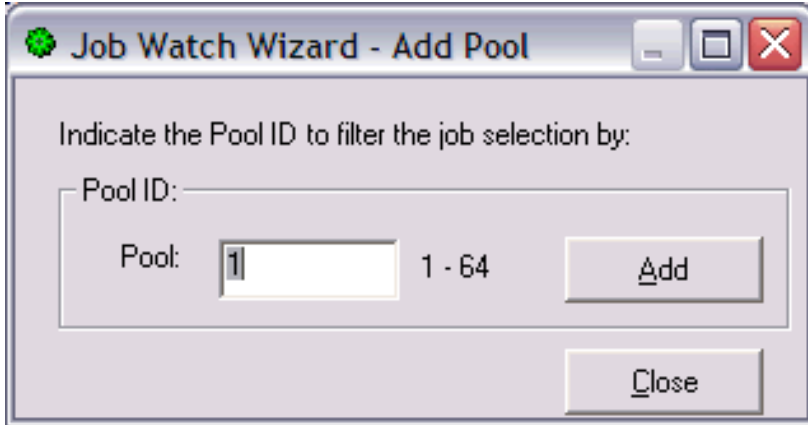 Job Watch Wizard - Add Pool
Indicate the Pool ID to filter the job selection by:
Pool ID:
Pool: 1 1 - 64 Add
Close